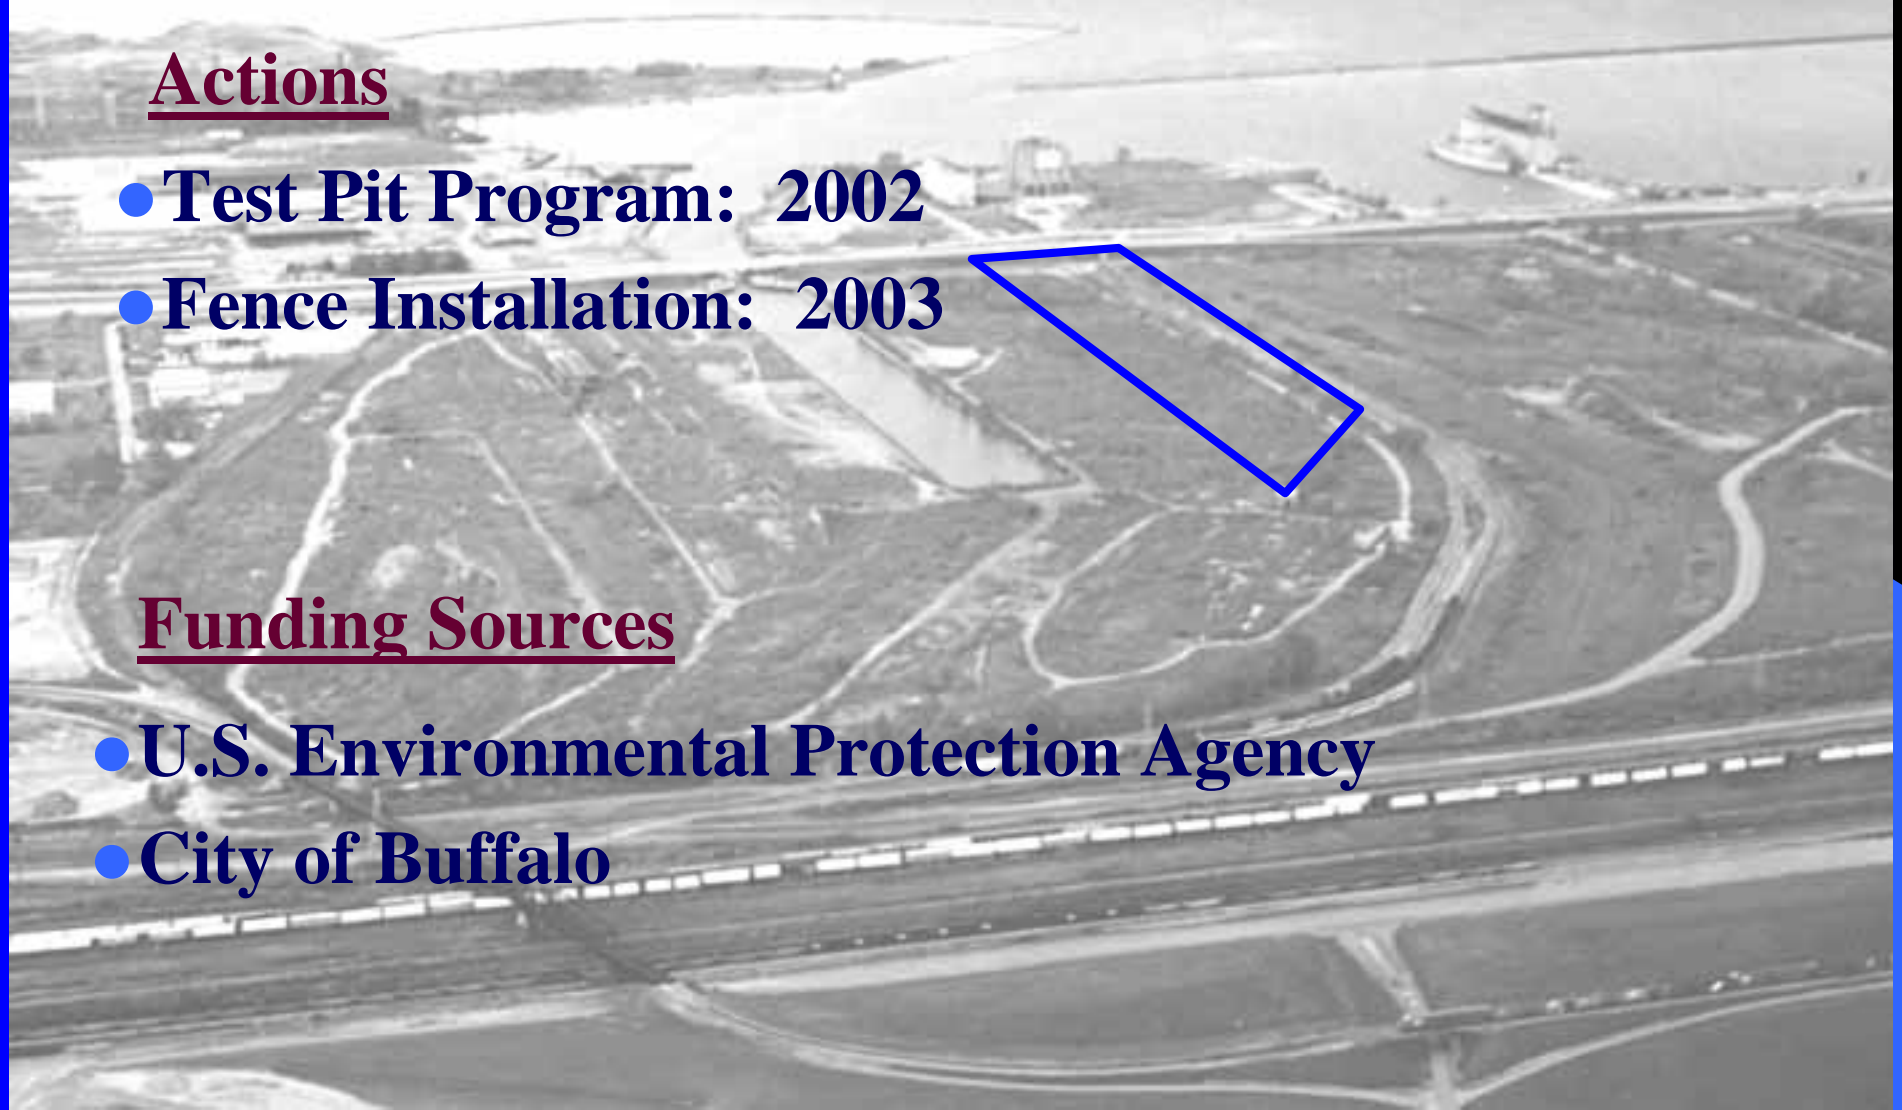 Actions
●Test Pit Program: 2002
●Fence Installation: 2003
Funding Sources
●U.S. Environmental Protection Agency
●City of Buffalo